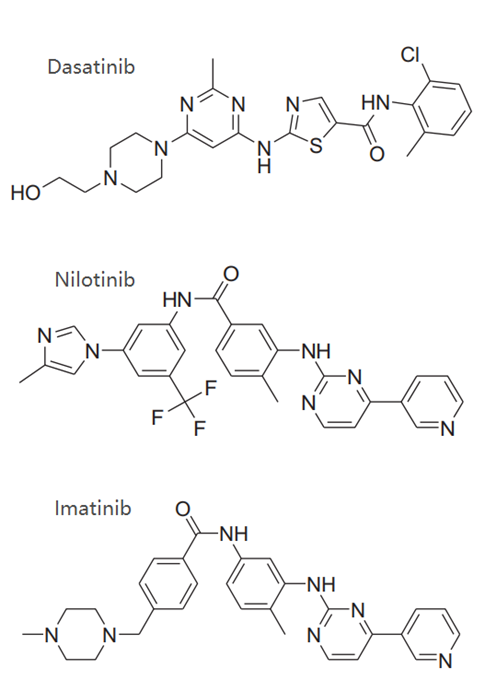 Cl
Dasatinib
N N N HN
N N S O
H
N
HO
O
Nilotinib
HN
N
N NH
N
F
F N
F N
Imatinib O
NH
NH
N
N N N
N